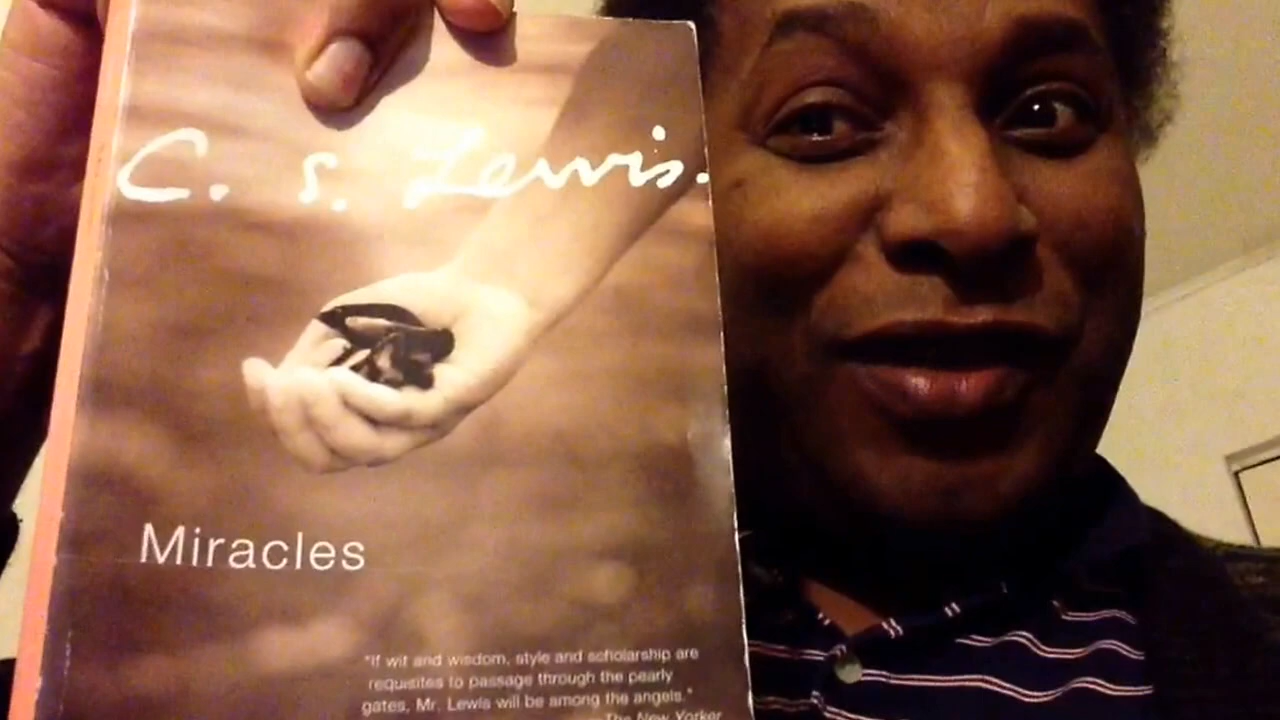 C. S. Lewis.
Miracles
"If wit and wisdom, style and scholarship are
requisites to passage through the pearly
gates, Mr. Lewis will be among the angels."
—The New Yorker